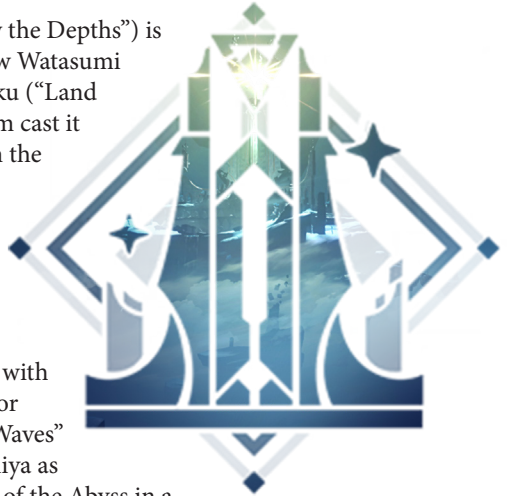 the Depths”) is
w Watasumi
ku (“Land
m cast it
the
with
or
Waves”
iya as
of the Abyss in a